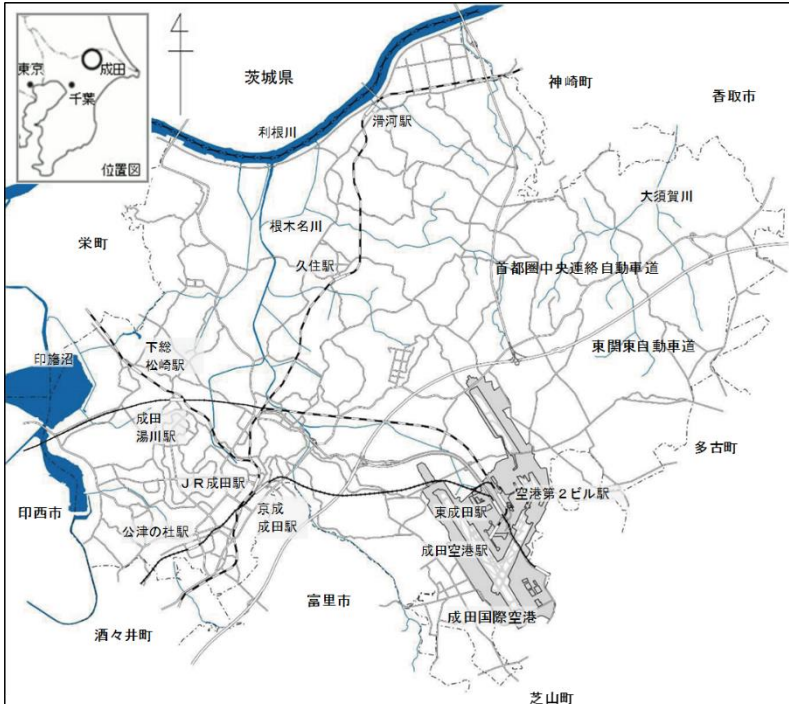 東京
成田
千葉
位置図
茨城県
神崎町
香取市
滑河駅
利根川
大須賀川
根木名川
栄町
久住駅
首都圏中央連絡自動車道
下総
松崎駅
東関東自動車道
印旛沼
成田
湯川駅
多古町
JR成田駅
空港第2ビル駅
京成
成田駅
東成田駅
印西市
公津の杜駅
成田空港駅
富里市
成田国際空港
酒々井町
芝山町